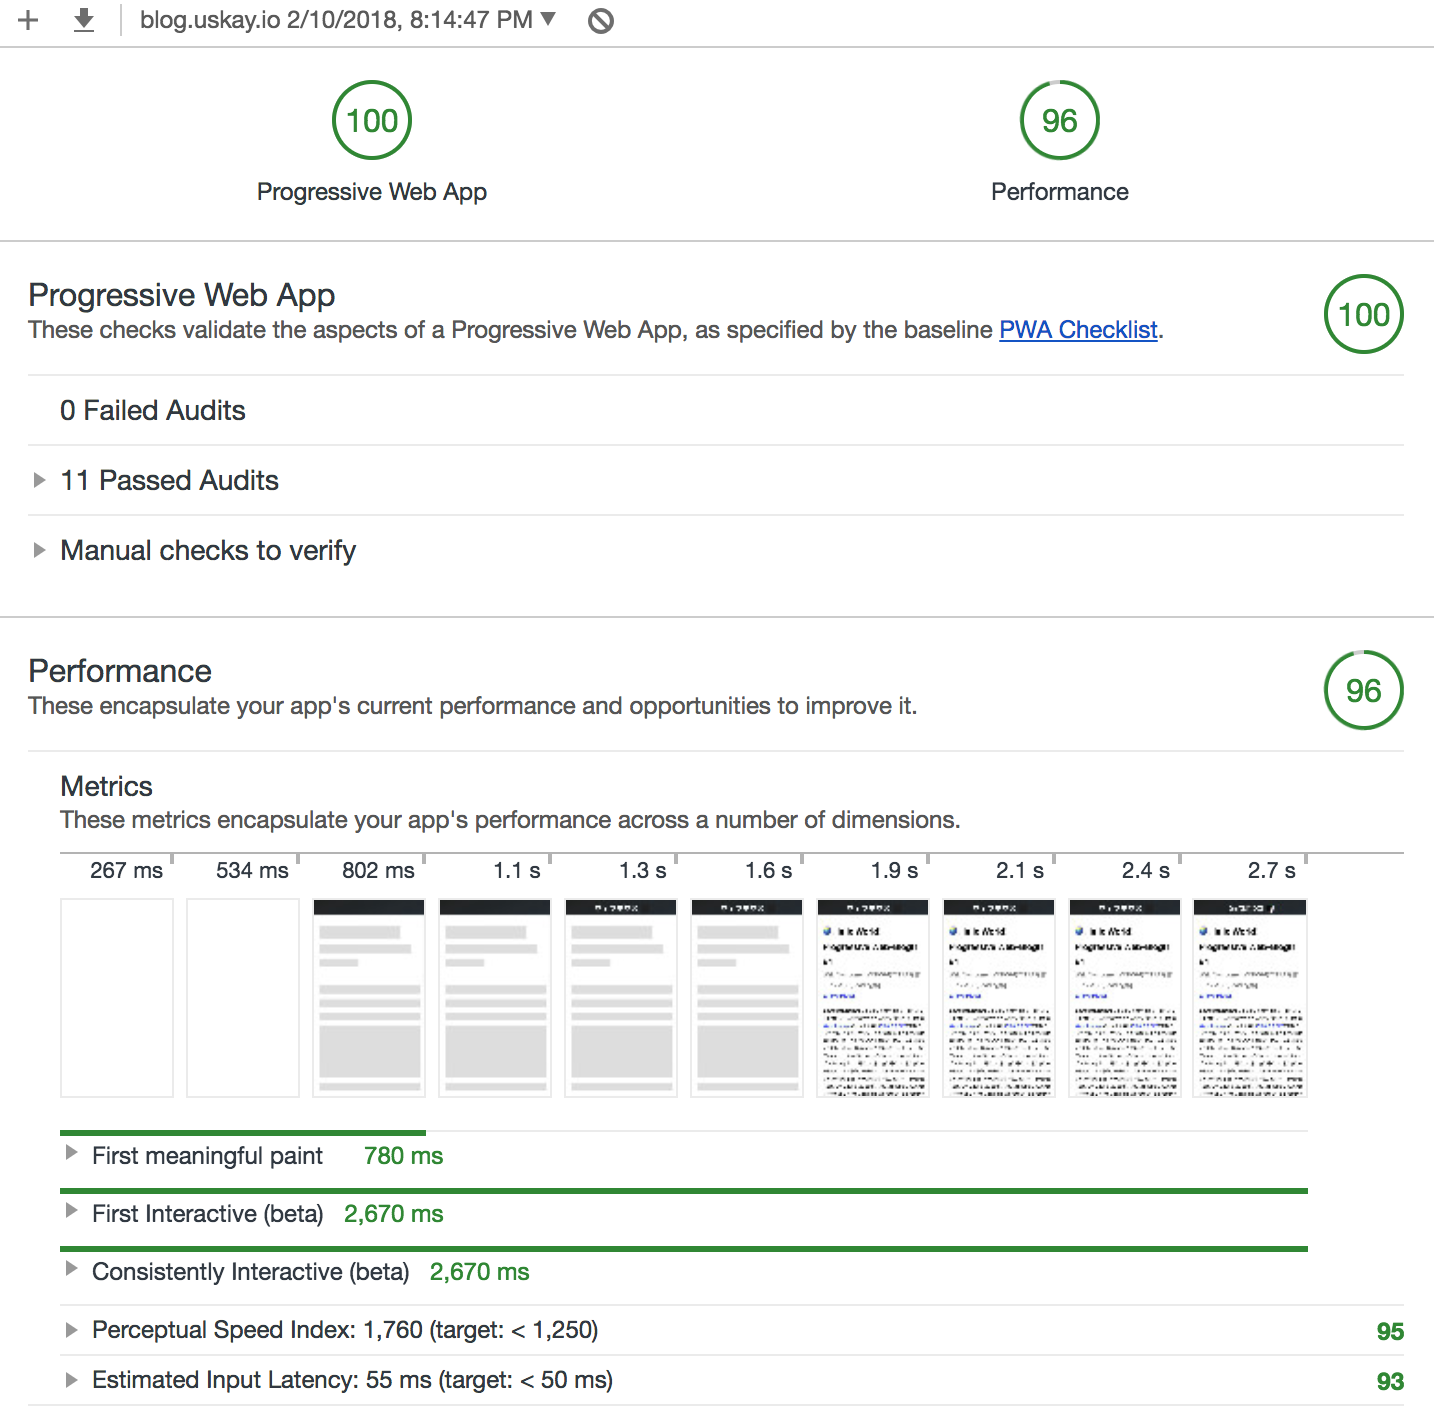 blog.uskay.io 2/10/2018, 8:14:47 PM
100
Progressive Web App
96
Performance
Progressive Web App
These checks validate the aspects of a Progressive Web App, as specified by the baseline PWA Checklist.
100
0 Failed Audits
11 Passed Audits
Manual checks to verify
Performance
These encapsulate your app's current performance and opportunities to improve it.
96
Metrics
These metrics encapsulate your app's performance across a number of dimensions.
267 ms 534 ms 802 ms 1.1 s 1.3 s 1.6 s 1.9 s 2.1 s 2.4 s 2.7 s
First meaningful paint 780 ms
First Interactive (beta) 2,670 ms
Consistently Interactive (beta) 2,670 ms
Perceptual Speed Index: 1,760 (target: < 1,250) 95
Estimated Input Latency: 55 ms (target: < 50 ms) 93